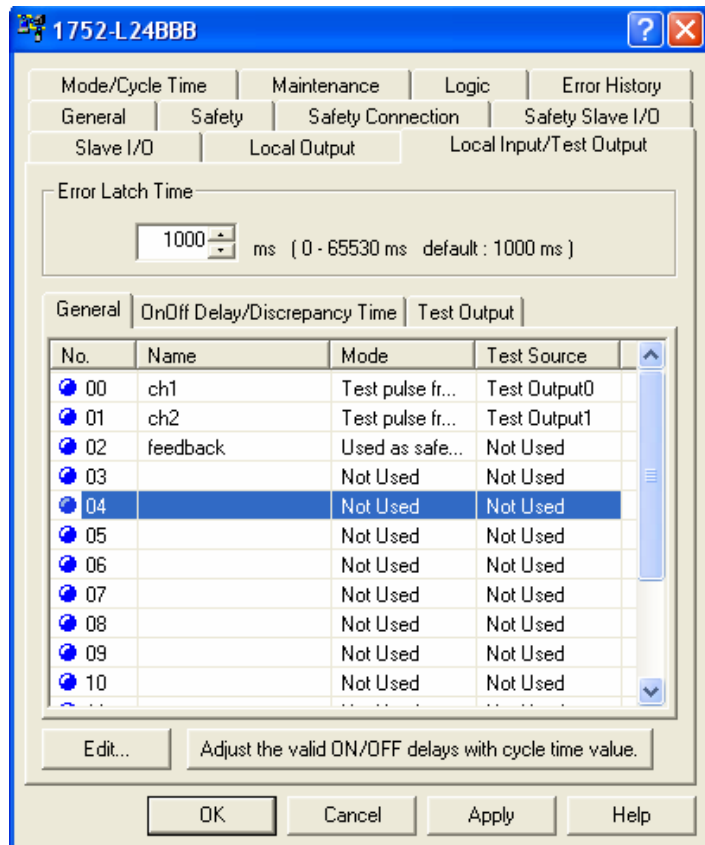 1752-L24BBB
Mode/Cycle Time Maintenance Logic Error History
General Safety Safety Connection Safety Slave I/O
Slave I/O Local Output Local Input/Test Output
Error Latch Time
1000 ms ( 0 - 65530 ms default : 1000 ms )
General OnOff Delay/Discrepancy Time Test Output
No. Name Mode Test Source
00 ch1 Test pulse fr... Test Output0
01 ch2 Test pulse fr... Test Output1
02 feedback Used as safe... Not Used
03 Not Used Not Used
04 Not Used Not Used
05 Not Used Not Used
06 Not Used Not Used
07 Not Used Not Used
08 Not Used Not Used
09 Not Used Not Used
10 Not Used Not Used
Edit... Adjust the valid ON/OFF delays with cycle time value.
OK Cancel Apply Help